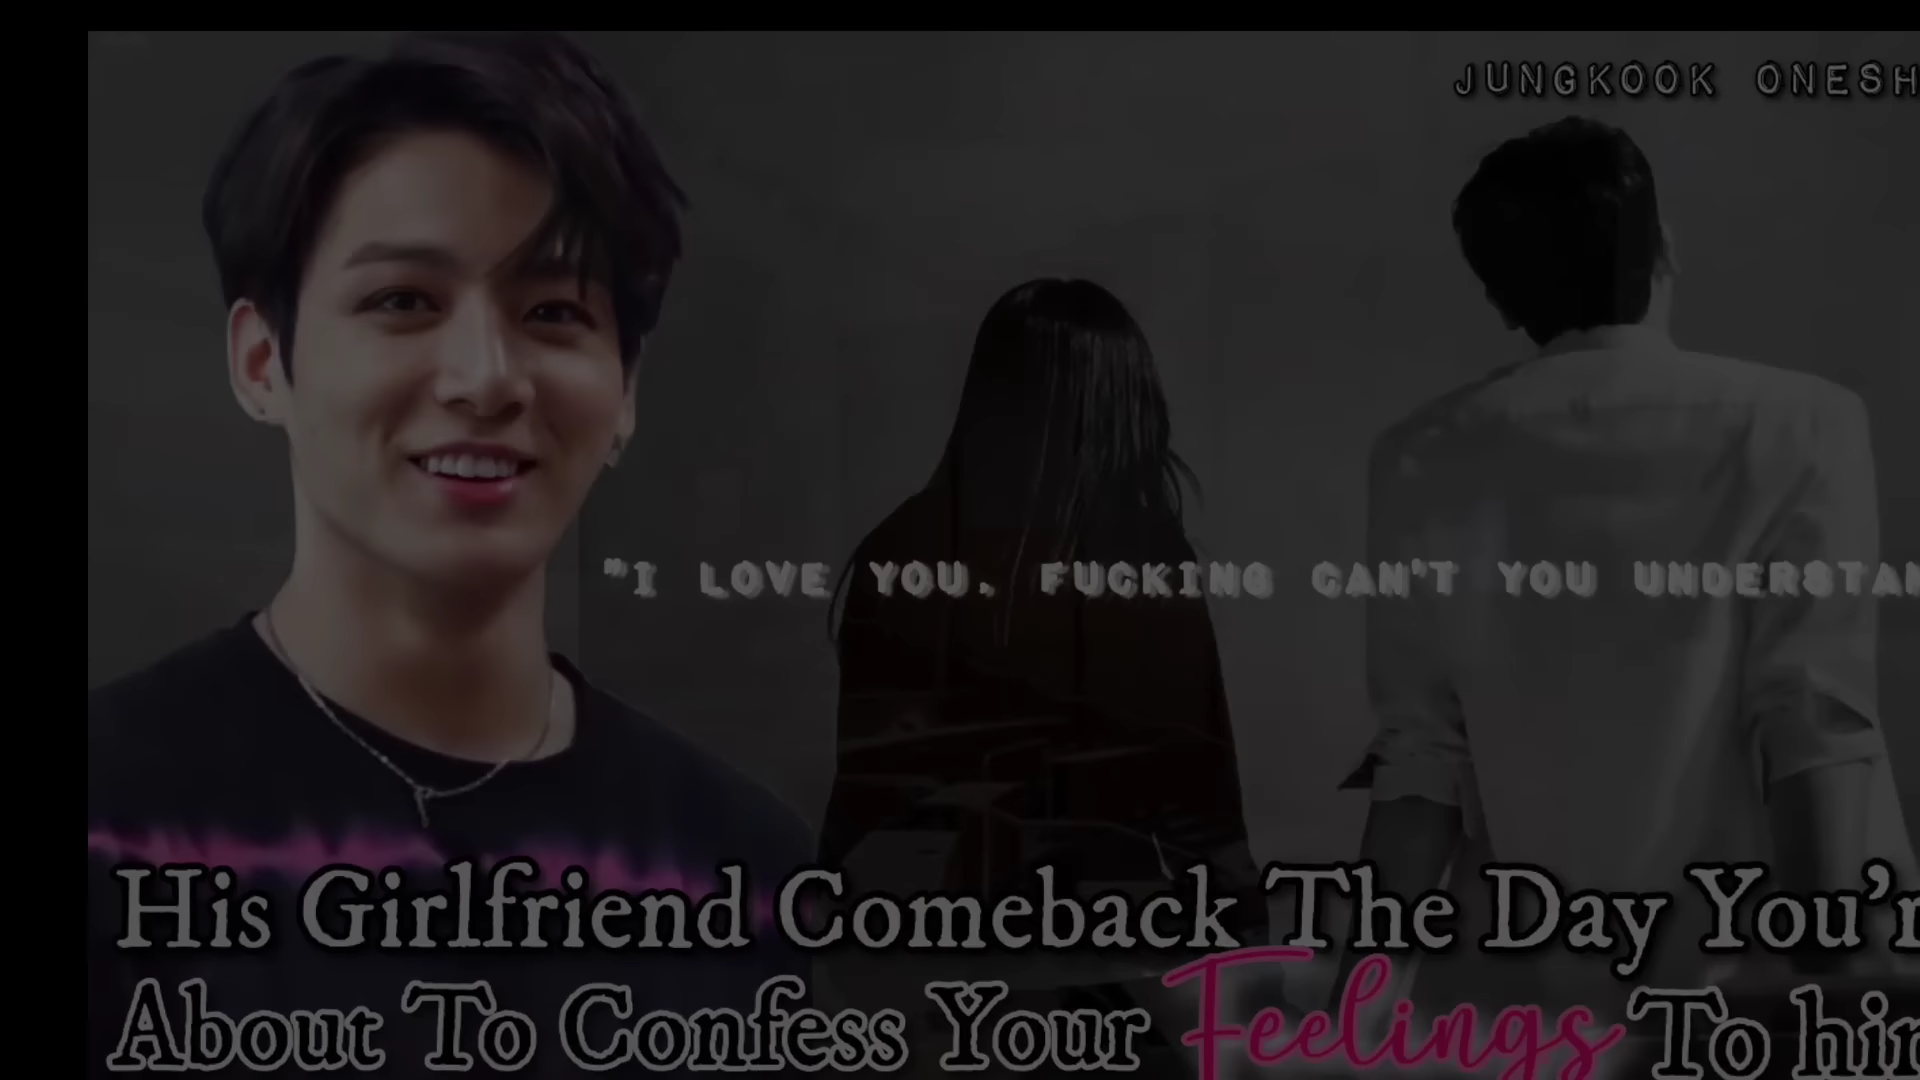 JUNGKOOK ONESH
"I LOVE YOU. FUCKING CAN'T YOU UNDERSTAN
His Girlfriend Comeback The Day You'r
About To Confess Your Feelings To him